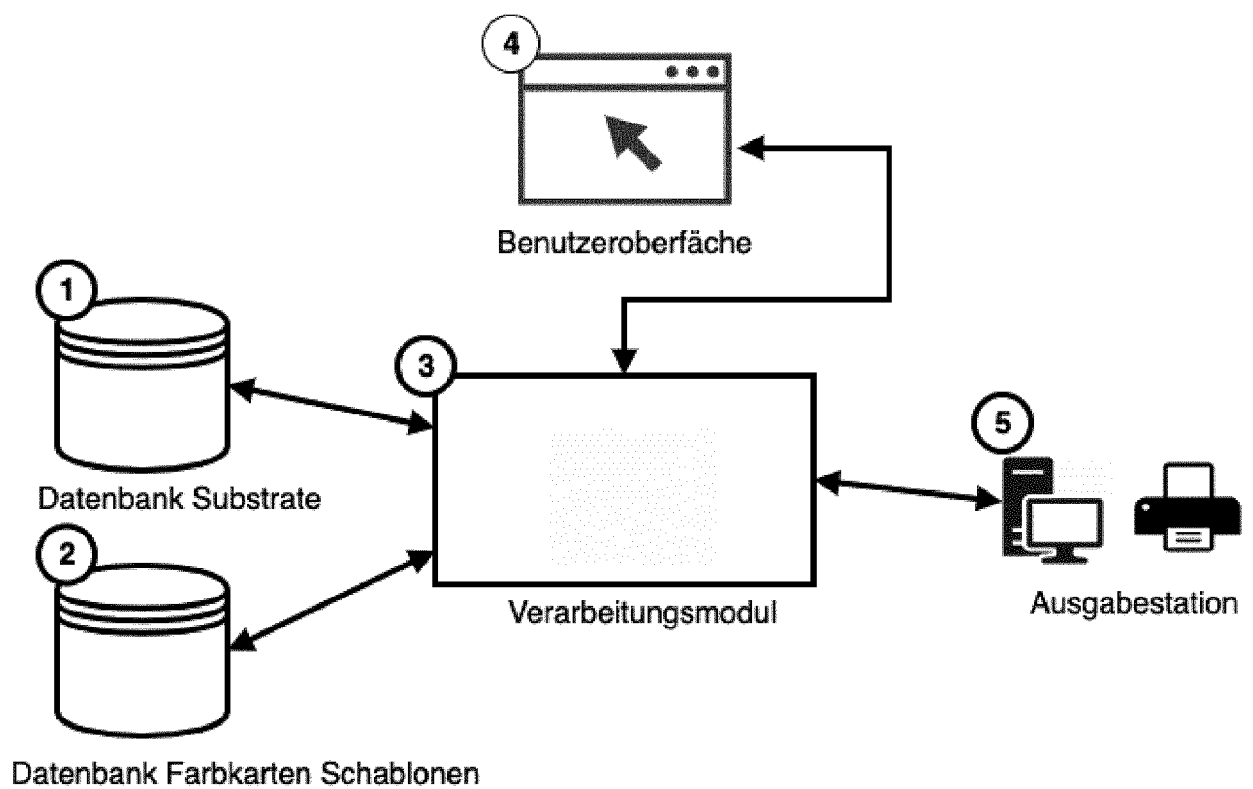 4
Benutzeroberfäche
1
Datenbank Substrate
3
Verarbeitungsmodul
5
Ausgabestation
2
Datenbank Farbkarten Schablonen